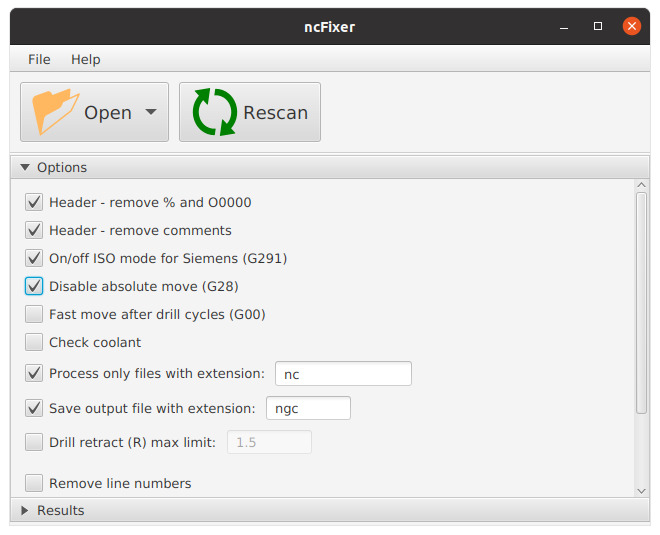 ncFixer
File Help
Open Rescan
Options
Header - remove % and O0000
Header - remove comments
On/off ISO mode for Siemens (G291)
Disable absolute move (G28)
Fast move after drill cycles (G00)
Check coolant
Process only files with extension: nc
Save output file with extension: ngc
Drill retract (R) max limit: 1.5
Remove line numbers
Results